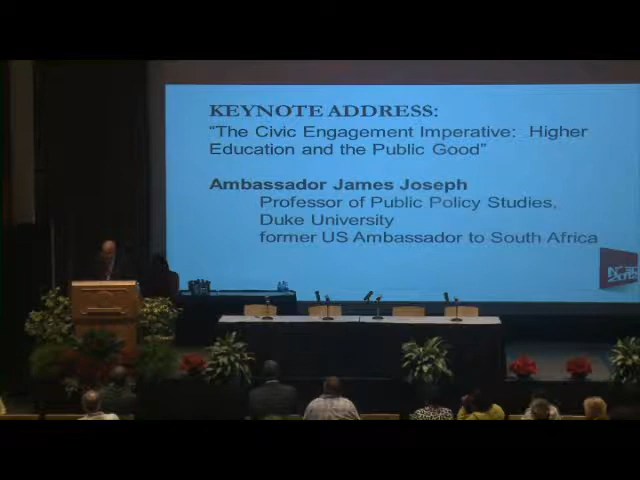 KEYNOTE ADDRESS:
"The Civic Engagement Imperative: Higher
Education and the Public Good"
Ambassador James Joseph
Professor of Public Policy Studies,
Duke University
former US Ambassador to South Africa